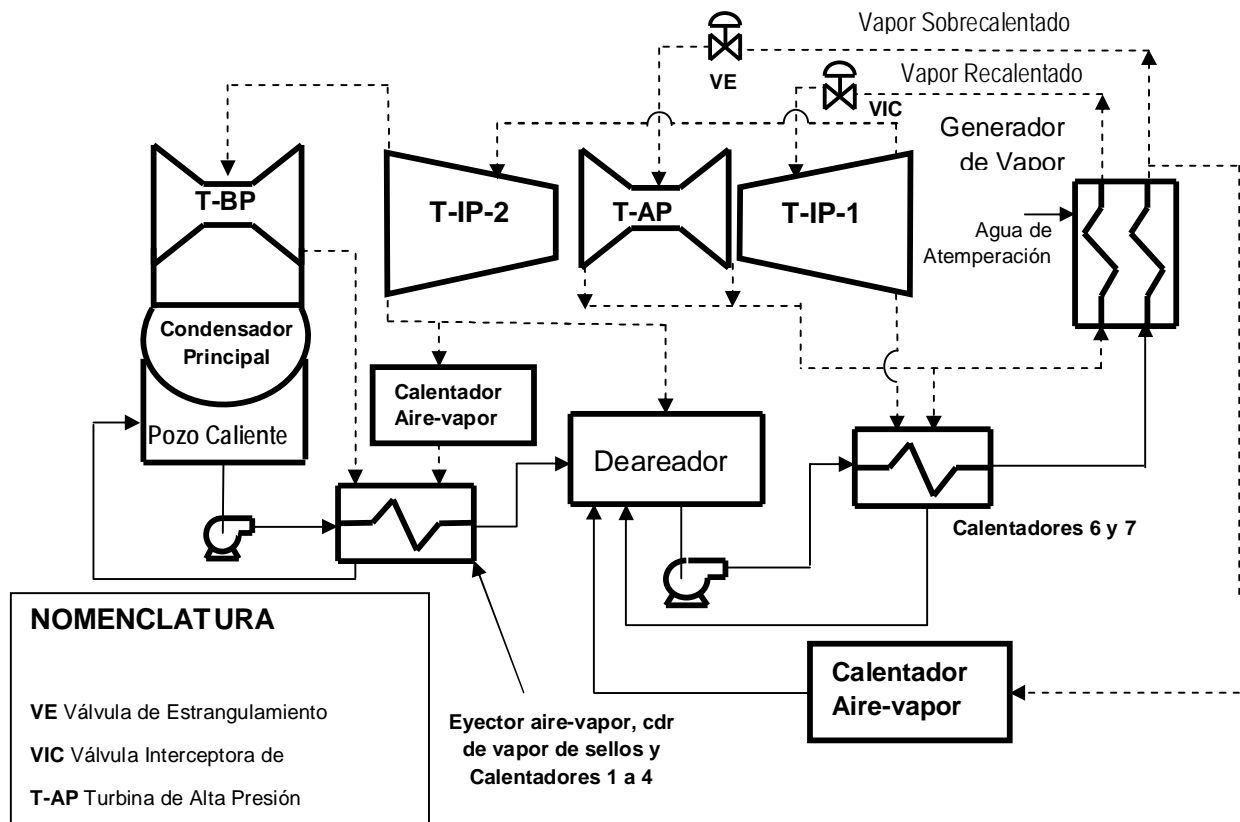 Vapor Sobrecalentado
VE
Vapor Recalentado
VIC
Generador
de Vapor
T-BP
T-IP-2
T-AP
T-IP-1
Agua de
Atemperación
Condensador
Principal
Calentador
Aire-vapor
Pozo Caliente
Deareador
Calentadores 6 y 7
NOMENCLATURA
VE Válvula de Estrangulamiento
VIC Válvula Interceptora de
T-AP Turbina de Alta Presión
Eyector aire-vapor, cdr
de vapor de sellos y
Calentadores 1 a 4
Calentador
Aire-vapor